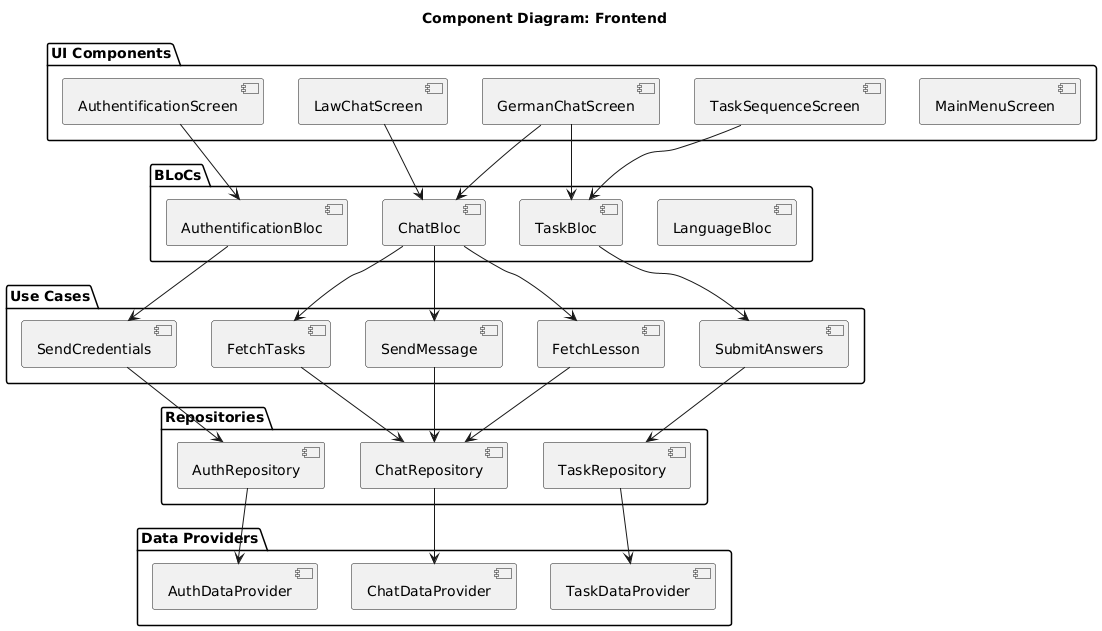 Component Diagram: Frontend
UI Components
AuthentificationScreen
LawChatScreen
GermanChatScreen
TaskSequenceScreen
MainMenuScreen
BLoCs
AuthentificationBloc
ChatBloc
TaskBloc
LanguageBloc
Use Cases
SendCredentials
FetchTasks
SendMessage
FetchLesson
SubmitAnswers
Repositories
AuthRepository
ChatRepository
TaskRepository
Data Providers
AuthDataProvider
ChatDataProvider
TaskDataProvider